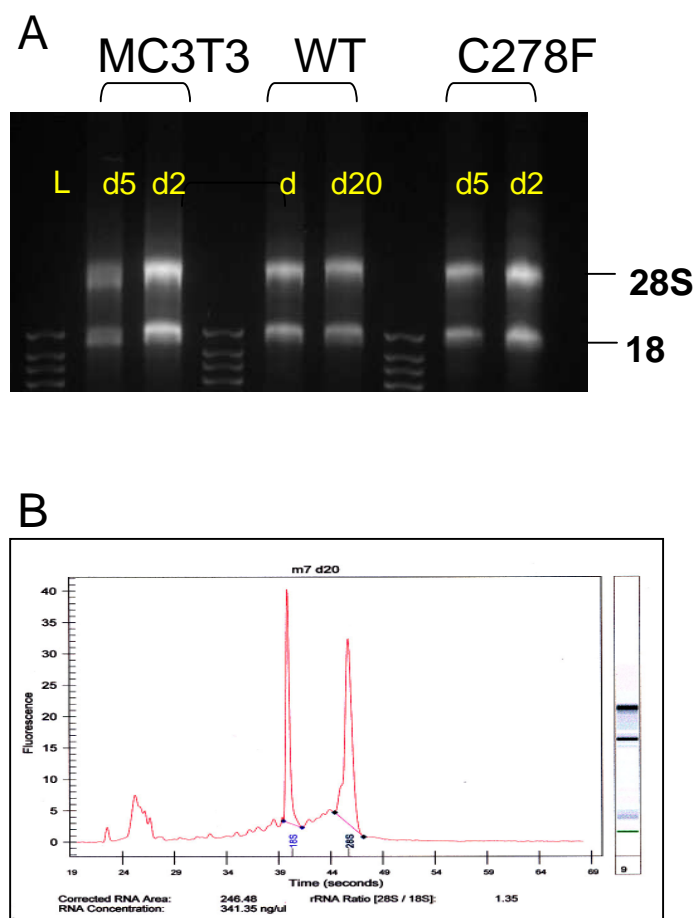 A
MC3T3 WT C278F
L d5 d2 d d20 d5 d2
28S
18
B
m7 d20
40
35
30
25
20
15
10
5
0
Fluorescence
18S 28S
19 24 29 34 39 44 49 54 59 64 69
Time (seconds)
9
Corrected RNA Area: 246.48 rRNA Ratio [28S / 18S]: 1.35
RNA Concentration: 341.35 ng/ul